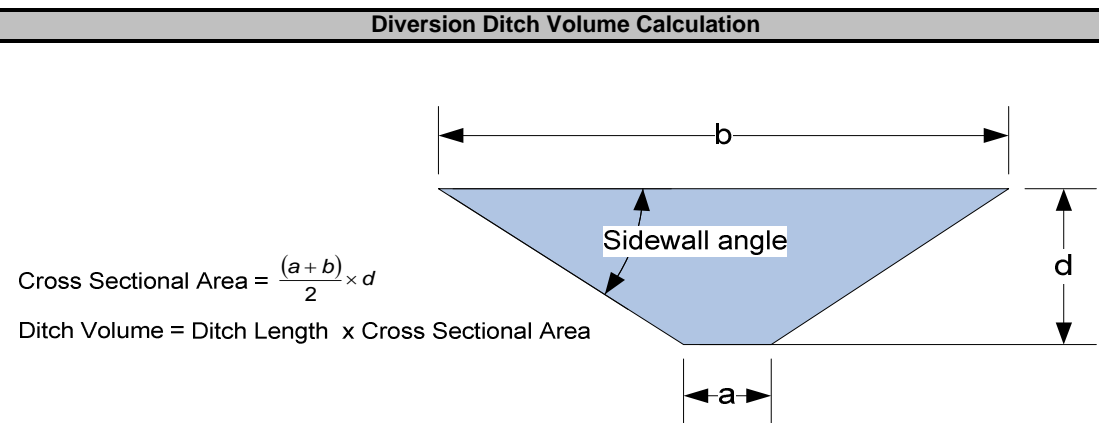 Diversion Ditch Volume Calculation
b
Sidewall angle
d
Cross Sectional Area = (a + b)/2 × d
Ditch Volume = Ditch Length x Cross Sectional Area
a